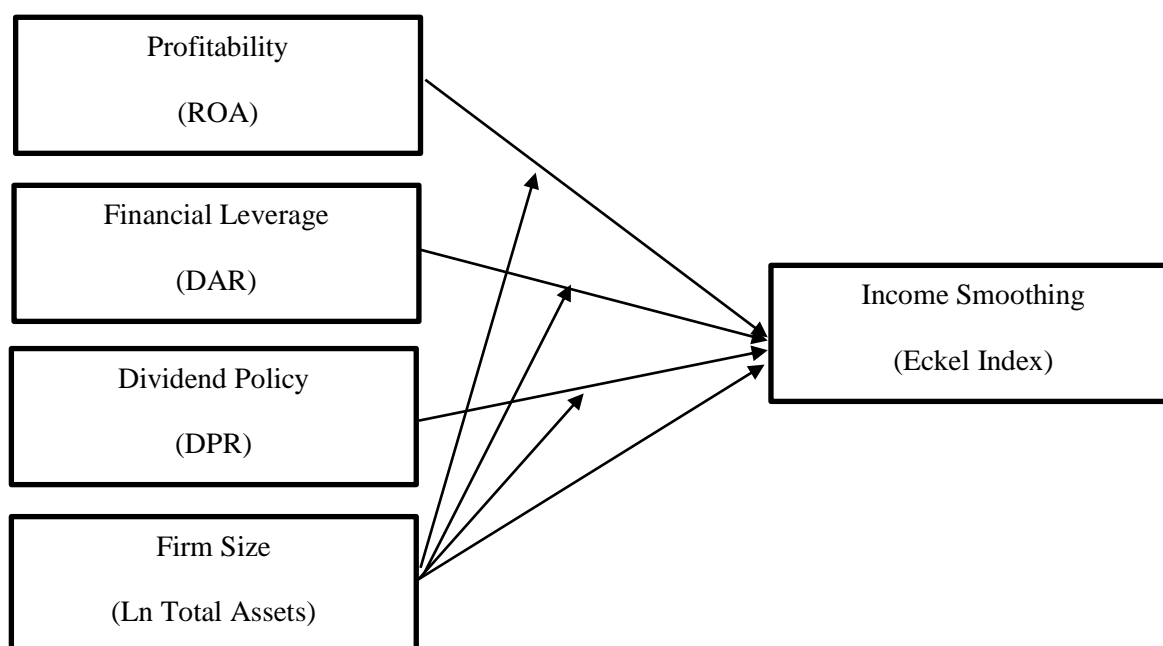 Profitability
(ROA)
Financial Leverage
(DAR)
Dividend Policy
(DPR)
Firm Size
(Ln Total Assets)
Income Smoothing
(Eckel Index)